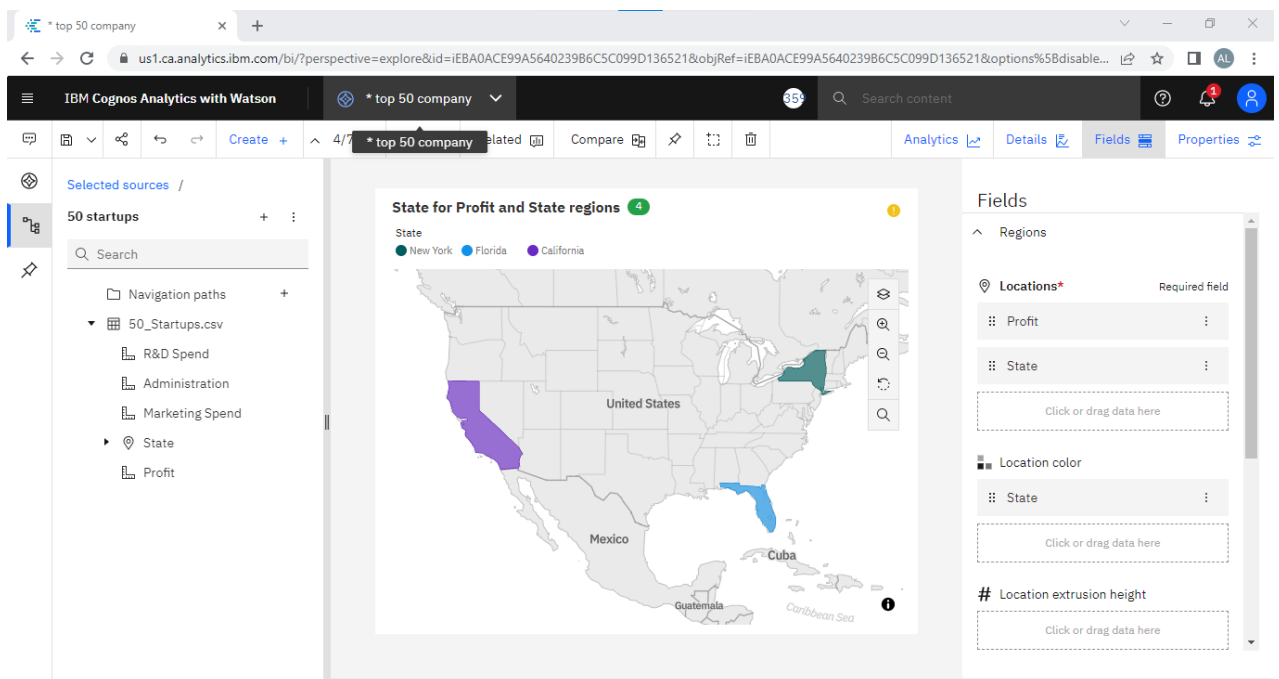 * top 50 company
us1.ca.analytics.ibm.com/bi/?perspective=explore&id=iEBA0ACE99A5640239B6C5C099D136521&objRef=iEBA0ACE99A5640239B6C5C099D136521&options%5Bdisable...
AL
IBM Cognos Analytics with Watson
* top 50 company
359
Search content
1
Create +
4/7
* top 50 company
elated
Compare
Analytics
Details
Fields
Properties
Selected sources /
50 startups
Search
Navigation paths
50_Startups.csv
R&D Spend
Administration
Marketing Spend
State
Profit
State for Profit and State regions 4
State
New York Florida California
United States
Mexico
Cuba
Guatemala
Caribbean Sea
Fields
Regions
Locations* Required field
Profit
State
Click or drag data here
Location color
State
Click or drag data here
# Location extrusion height
Click or drag data here